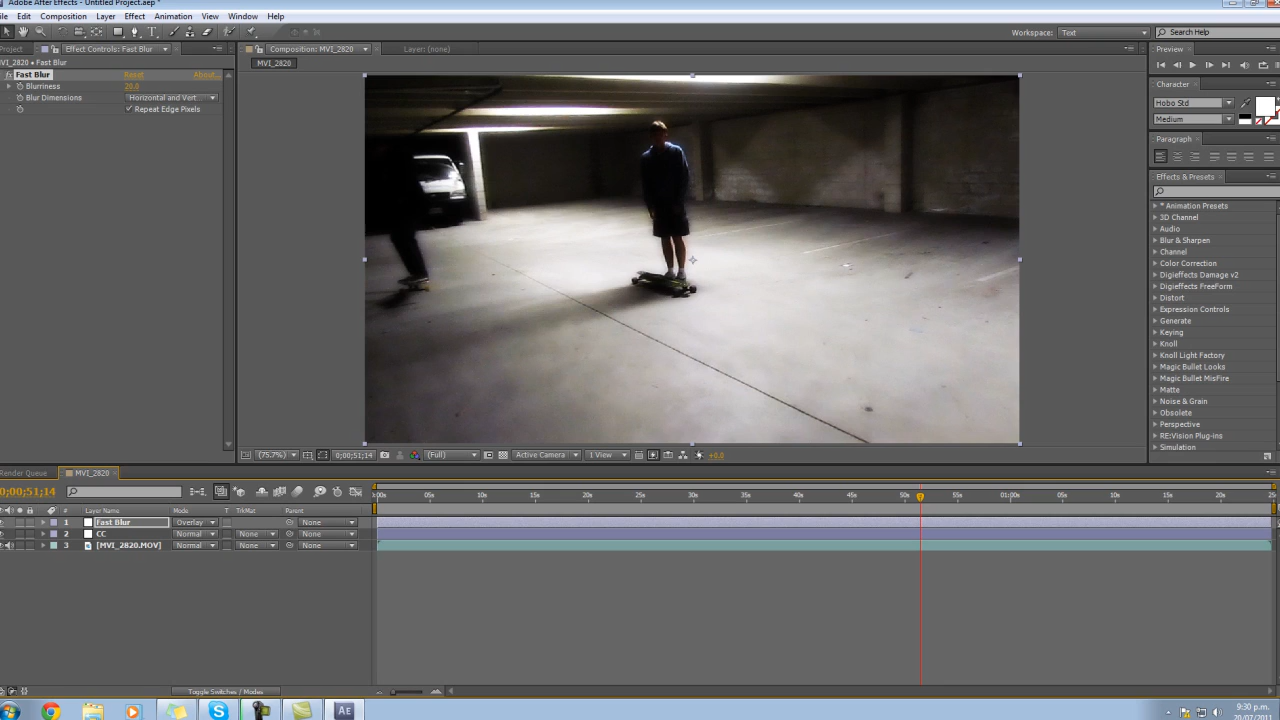 Adobe After Effects - Untitled Project.aep *
Edit Composition Layer Effect Animation View Window Help
Workspace: Text Search Help
Project Effect Controls: Fast Blur Composition: MVI_2820 Layer: (none) Preview
MVI_2820 • Fast Blur MVI_2820
Fast Blur Reset About...
Blurriness 20.0
Blur Dimensions Horizontal and Vert
Repeat Edge Pixels
Character
Hobo Std
Medium
Paragraph
Effects & Presets
* Animation Presets
3D Channel
Audio
Blur & Sharpen
Channel
Color Correction
Digieffects Damage v2
Digieffects FreeForm
Distort
Expression Controls
Generate
Keying
Knoll
Knoll Light Factory
Magic Bullet Looks
Magic Bullet MisFire
Matte
Noise & Grain
Obsolete
Perspective
RE:Vision Plug-ins
Simulation
(75.7%) 0;00;51;14 (Full) Active Camera 1 View +0.0
Render Queue MVI_2820
0;00;51;14
:00s 05s 10s 15s 20s 25s 30s 35s 40s 45s 50s 55s 01:00s 05s 10s 15s 20s 25s
# Layer Name Mode T TrkMat Parent
1 Fast Blur Overlay None
2 CC Normal None None
3 [MVI_2820.MOV] Normal None None
Toggle Switches / Modes
AE
9:30 p.m.
20/07/2011